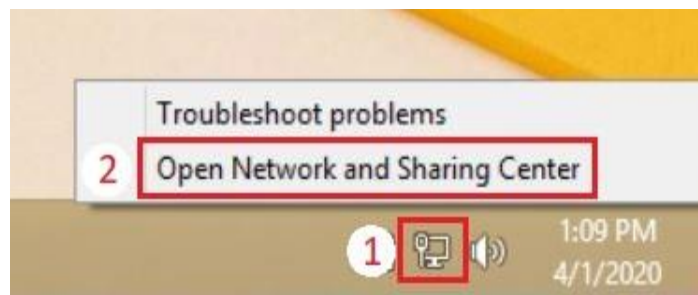 Troubleshoot problems
2 Open Network and Sharing Center
1 1:09 PM
4/1/2020